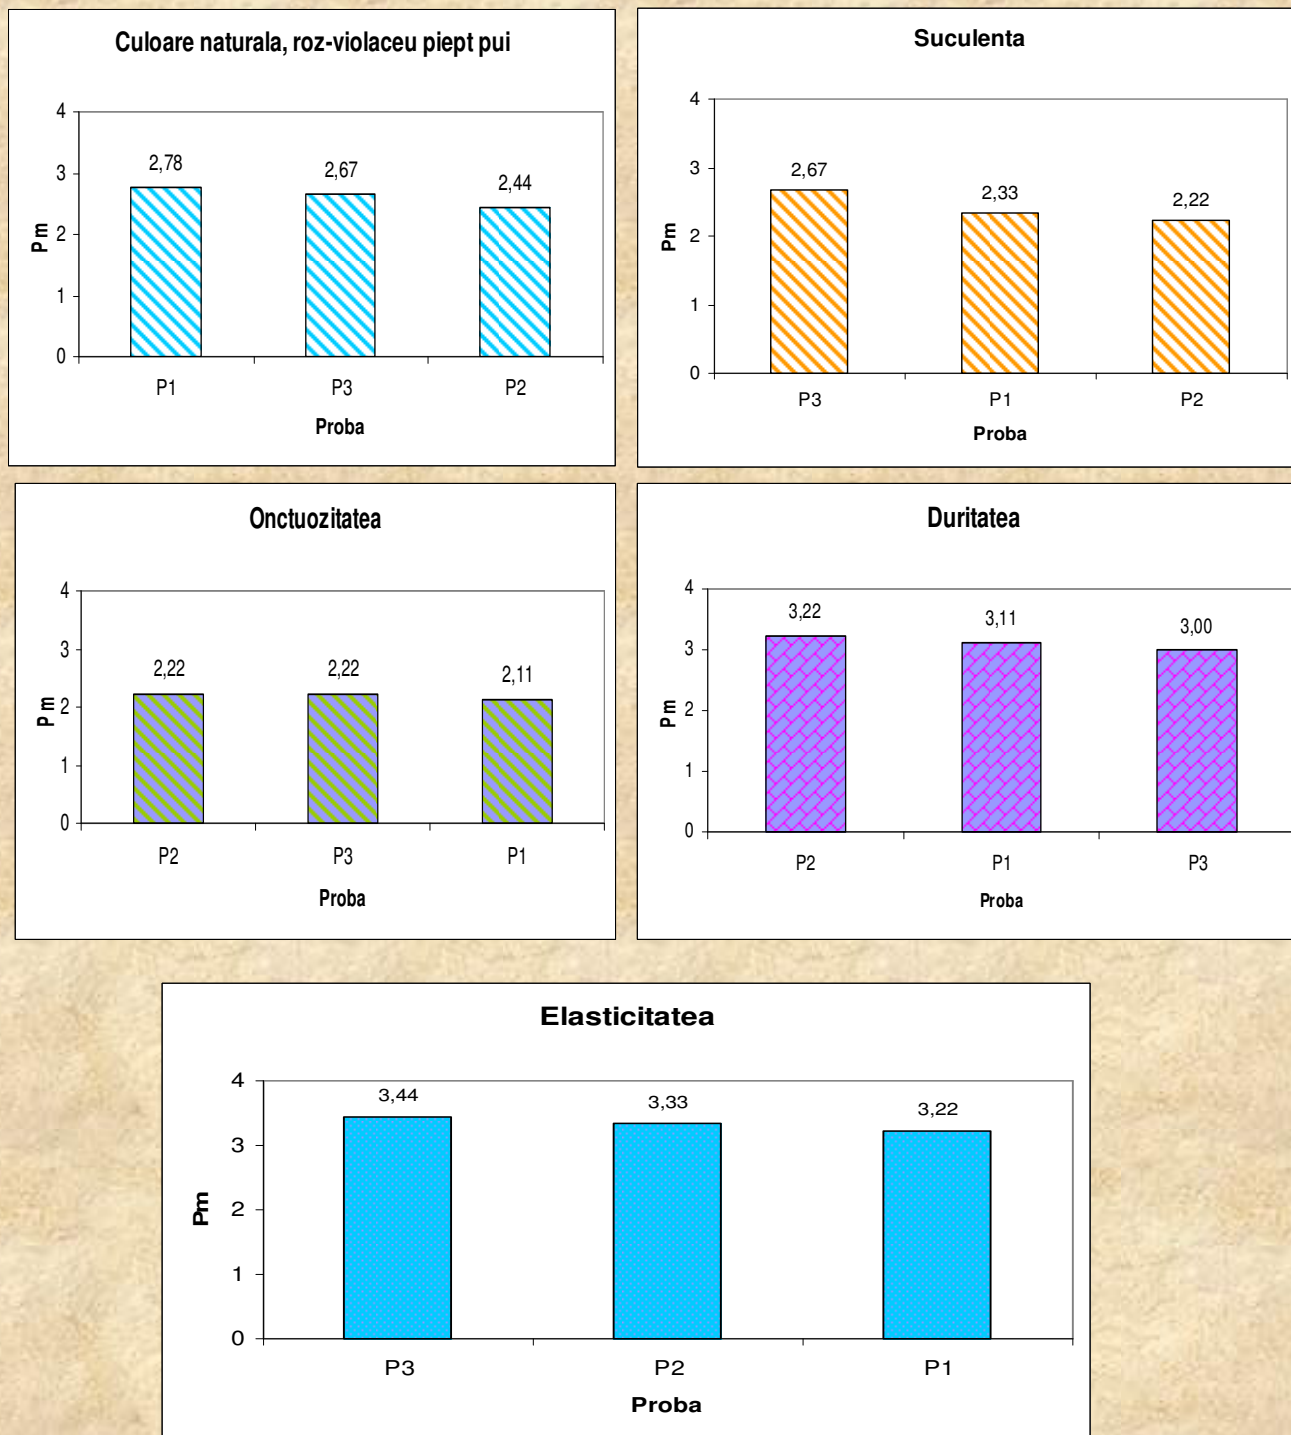 Culoare naturala, roz-violaceu piept pui
4
3
2
1
0
Pm
2,78
2,67
2,44
P1
P3
P2
Proba
Suculenta
4
3
2
1
0
Pm
2,67
2,33
2,22
P3
P1
P2
Proba
Onctuozitatea
4
3
2
1
0
Pm
2,22
2,22
2,11
P2
P3
P1
Proba
Duritatea
4
3
2
1
0
Pm
3,22
3,11
3,00
P2
P1
P3
Proba
Elasticitatea
4
3
2
1
0
Pm
3,44
3,33
3,22
P3
P2
P1
Proba